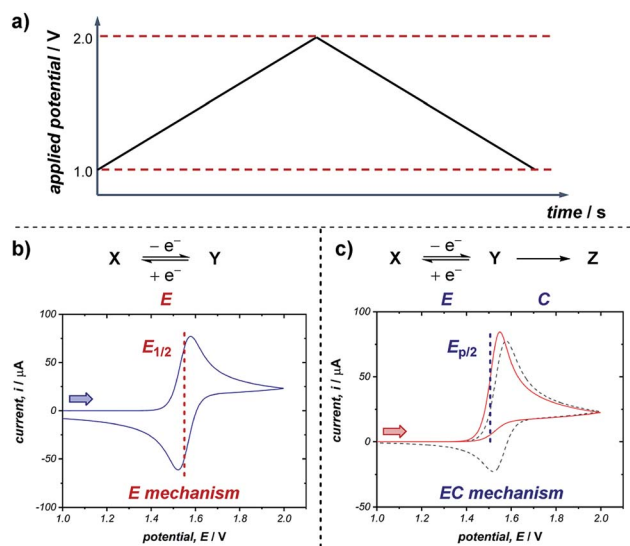 a)
applied potential / V
2.0
1.0
time / s
b)
X − e⁻ Y
+ e⁻
E
100
50
0
-50
-100
current, i / μA
E1/2
E mechanism
1.0 1.2 1.4 1.6 1.8 2.0
potential, E / V
c)
X − e⁻ Y Z
+ e⁻
E C
100
50
0
-50
current, i / μA
Ep/2
EC mechanism
1.0 1.2 1.4 1.6 1.8 2.0
potential, E / V